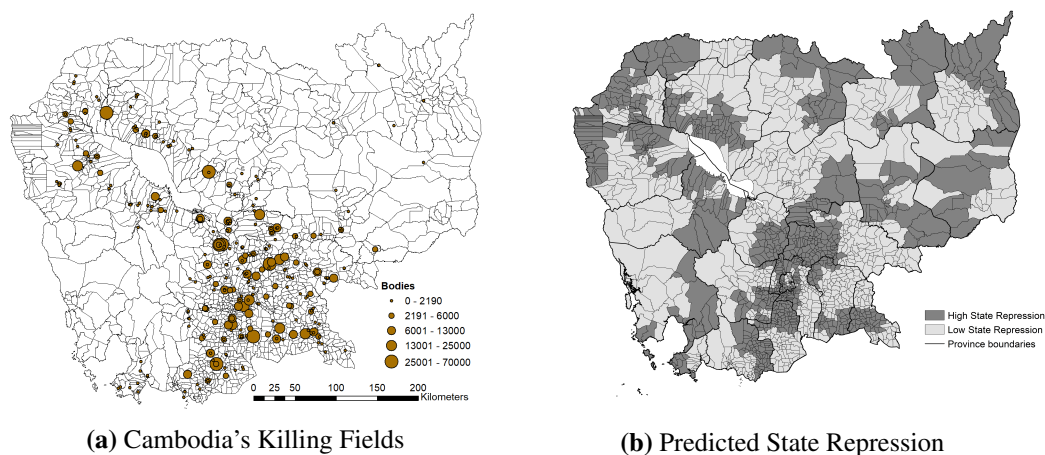 Bodies
0 - 2190
2191 - 6000
6001 - 13000
13001 - 25000
25001 - 70000
0 25 50 100 150 200
Kilometers
(a) Cambodia's Killing Fields
High State Repression
Low State Repression
Province boundaries
(b) Predicted State Repression